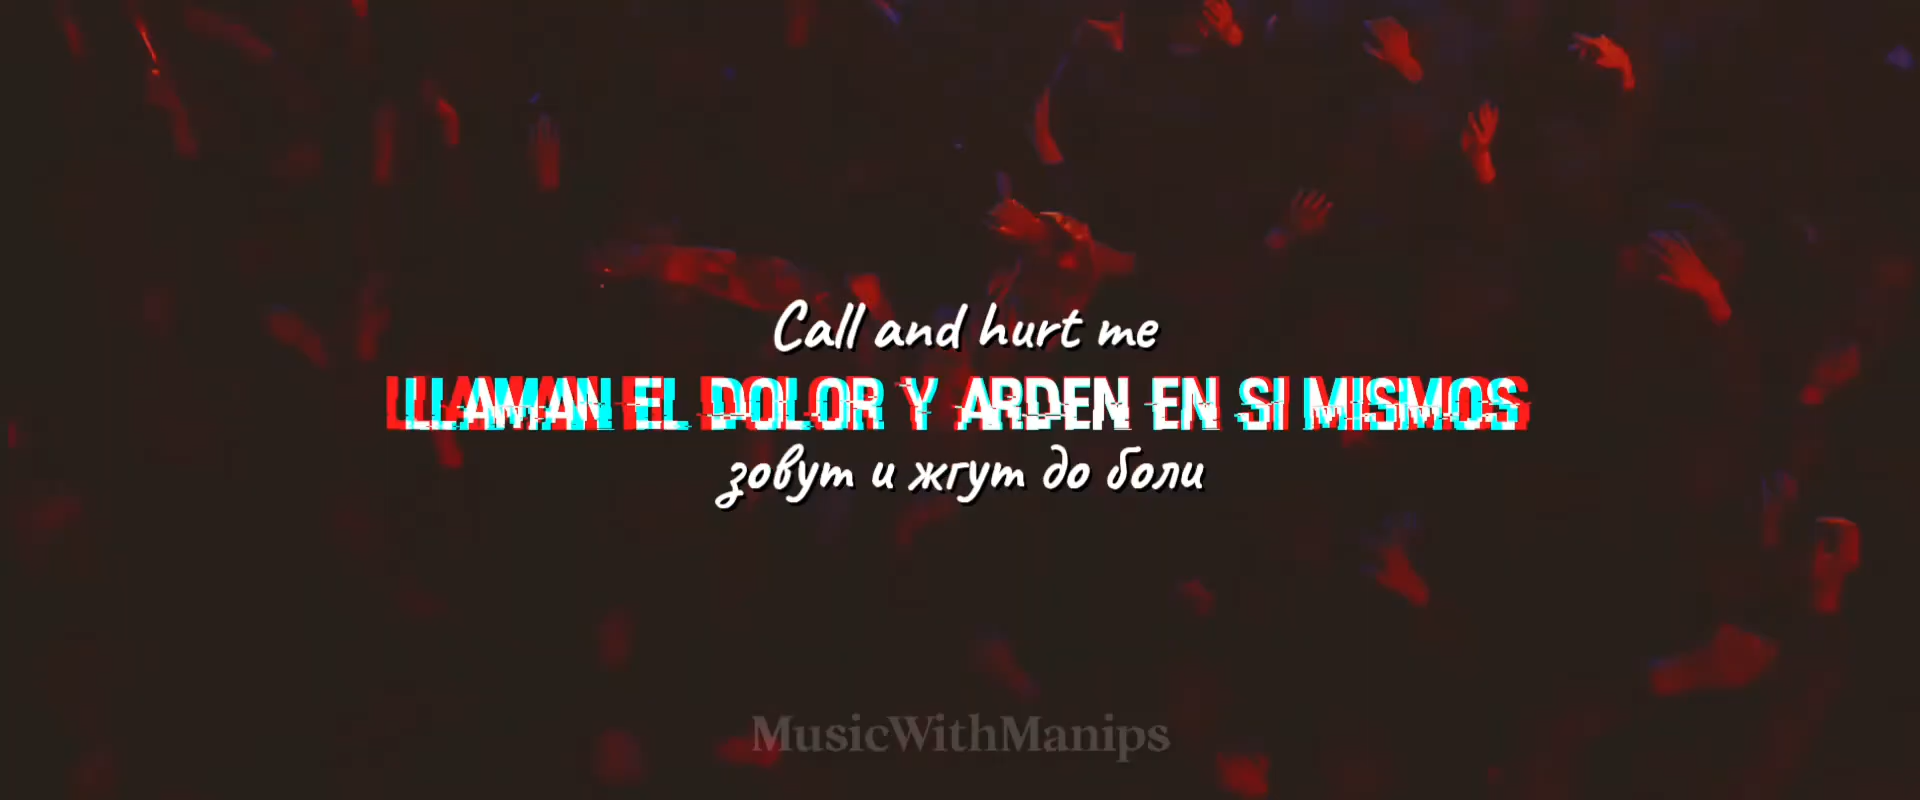 Call and hurt me
LLAMAN EL DOLOR Y ARDEN EN SI MISMOS
зовут и жгут до боли
MusicWithManips